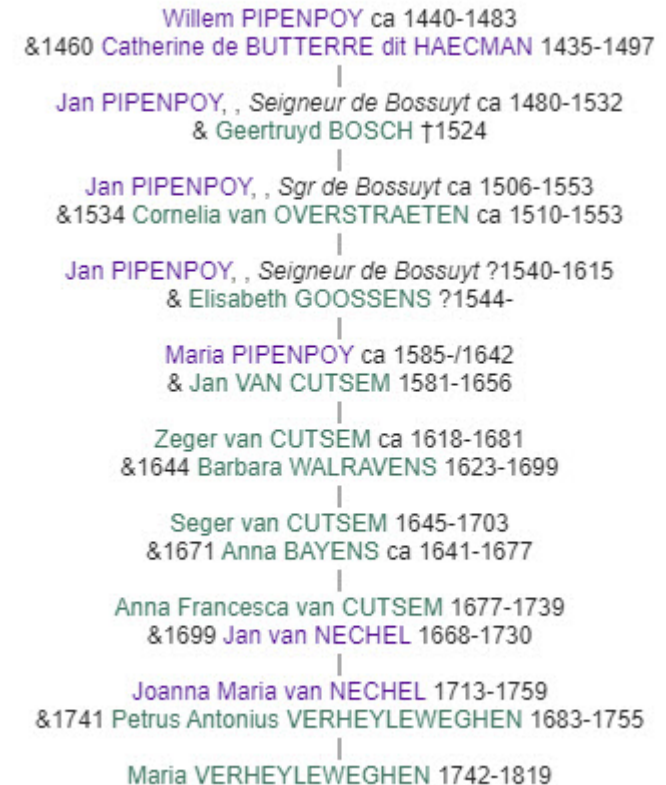 Willem PIPENPOY ca 1440-1483
&1460 Catherine de BUTTERRE dit HAECMAN 1435-1497
Jan PIPENPOY, , Seigneur de Bossuyt ca 1480-1532
& Geertruyd BOSCH †1524
Jan PIPENPOY, , Sgr de Bossuyt ca 1506-1553
&1534 Cornelia van OVERSTRAETEN ca 1510-1553
Jan PIPENPOY, , Seigneur de Bossuyt ?1540-1615
& Elisabeth GOOSSENS ?1544-
Maria PIPENPOY ca 1585-/1642
& Jan VAN CUTSEM 1581-1656
Zeger van CUTSEM ca 1618-1681
&1644 Barbara WALRAVENS 1623-1699
Seger van CUTSEM 1645-1703
&1671 Anna BAYENS ca 1641-1677
Anna Francesca van CUTSEM 1677-1739
&1699 Jan van NECHEL 1668-1730
Joanna Maria van NECHEL 1713-1759
&1741 Petrus Antonius VERHEYLEWEGHEN 1683-1755
Maria VERHEYLEWEGHEN 1742-1819